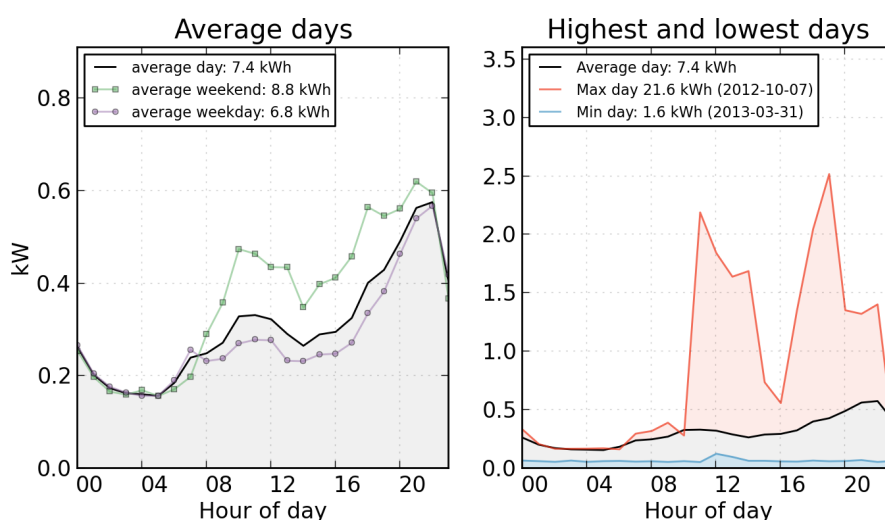 Average days
average day: 7.4 kWh
average weekend: 8.8 kWh
average weekday: 6.8 kWh
0.8
0.6
0.4
0.2
0.0
kW
00 04 08 12 16 20
Hour of day
Highest and lowest days
Average day: 7.4 kWh
Max day 21.6 kWh (2012-10-07)
Min day: 1.6 kWh (2013-03-31)
3.5
3.0
2.5
2.0
1.5
1.0
0.5
0.0
00 04 08 12 16 20
Hour of day